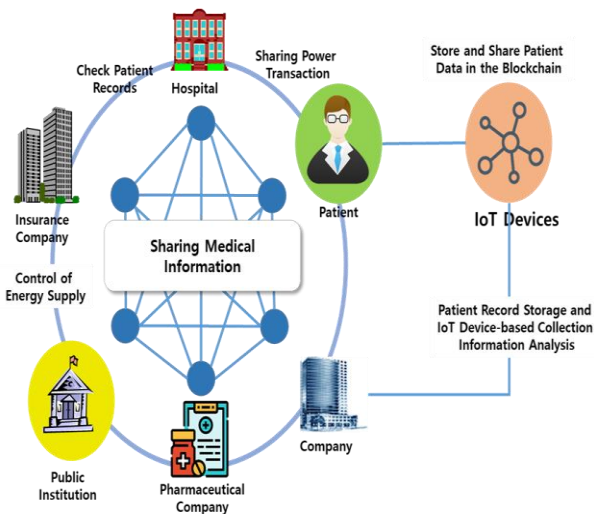 Sharing Power
Transaction
Store and Share Patient
Data in the Blockchain
Check Patient
Records
Hospital
Patient
IoT Devices
Insurance
Company
Sharing Medical
Information
Control of
Energy Supply
Patient Record Storage and
IoT Device-based Collection
Information Analysis
Company
Public
Institution
Pharmaceutical
Company